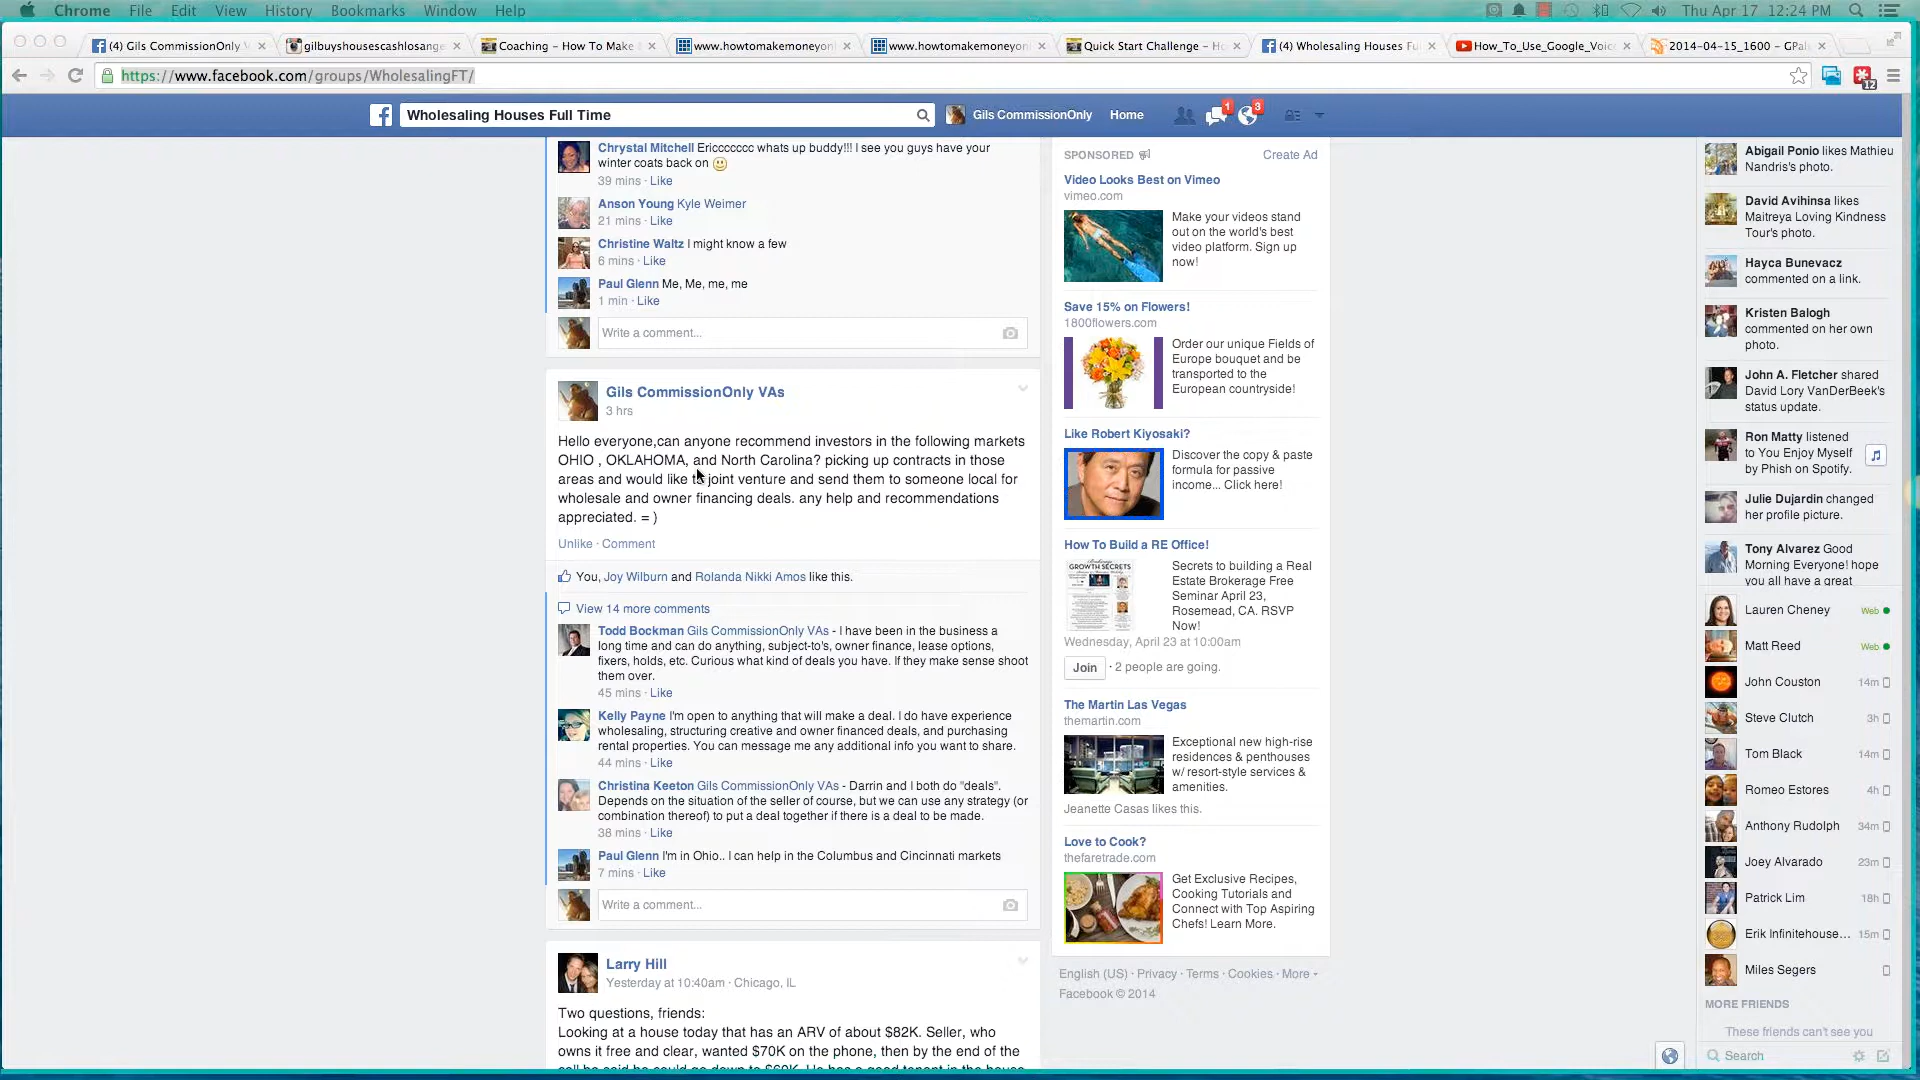 Chrome File Edit View History Bookmarks Window Help Thu Apr 17 12:24 PM
(4) Gils CommissionOnly V
gilbuyshousescashlosange
Coaching – How To Make
www.howtomakemoneyon
www.howtomakemoneyon
Quick Start Challenge – Ho
(4) Wholesaling Houses Fu
How_To_Use_Google_Voice
2014-04-15_1600 – GPal
https://www.facebook.com/groups/WholesalingFT/
12
Wholesaling Houses Full Time
Gils CommissionOnly Home 1 3
Chrystal Mitchell Ericcccccc whats up buddy!!! I see you guys have your
winter coats back on
39 mins · Like
Anson Young Kyle Weimer
21 mins · Like
Christine Waltz I might know a few
6 mins · Like
Paul Glenn Me, Me, me, me
1 min · Like
Write a comment...
Gils CommissionOnly VAs
3 hrs
Hello everyone,can anyone recommend investors in the following markets
OHIO , OKLAHOMA, and North Carolina? picking up contracts in those
areas and would like to joint venture and send them to someone local for
wholesale and owner financing deals. any help and recommendations
appreciated. = )
Unlike · Comment
You, Joy Wilburn and Rolanda Nikki Amos like this.
View 14 more comments
Todd Bockman Gils CommissionOnly VAs - I have been in the business a
long time and can do anything, subject-to's, owner finance, lease options,
fixers, holds, etc. Curious what kind of deals you have. If they make sense shoot
them over.
45 mins · Like
Kelly Payne I'm open to anything that will make a deal. I do have experience
wholesaling, structuring creative and owner financed deals, and purchasing
rental properties. You can message me any additional info you want to share.
44 mins · Like
Christina Keeton Gils CommissionOnly VAs - Darrin and I both do "deals".
Depends on the situation of the seller of course, but we can use any strategy (or
combination thereof) to put a deal together if there is a deal to be made.
38 mins · Like
Paul Glenn I'm in Ohio.. I can help in the Columbus and Cincinnati markets
7 mins · Like
Write a comment...
Larry Hill
Yesterday at 10:40am · Chicago, IL
Two questions, friends:
Looking at a house today that has an ARV of about $82K. Seller, who
owns it free and clear, wanted $70K on the phone, then by the end of the
SPONSORED
Create Ad
Video Looks Best on Vimeo
vimeo.com
Make your videos stand
out on the world's best
video platform. Sign up
now!
Save 15% on Flowers!
1800flowers.com
Order our unique Fields of
Europe bouquet and be
transported to the
European countryside!
Like Robert Kiyosaki?
Discover the copy & paste
formula for passive
income... Click here!
How To Build a RE Office!
GROWTH SECRETS
Secrets to building a Real
Estate Brokerage Free
Seminar April 23,
Rosemead, CA. RSVP
Now!
Wednesday, April 23 at 10:00am
Join · 2 people are going.
The Martin Las Vegas
themartin.com
Exceptional new high-rise
residences & penthouses
w/ resort-style services &
amenities.
Jeanette Casas likes this.
Love to Cook?
thefaretrade.com
Get Exclusive Recipes,
Cooking Tutorials and
Connect with Top Aspiring
Chefs! Learn More.
English (US) · Privacy · Terms · Cookies · More
Facebook © 2014
Abigail Ponio likes Mathieu
Nandris's photo.
David Avihinsa likes
Maitreya Loving Kindness
Tour's photo.
Hayca Bunevacz
commented on a link.
Kristen Balogh
commented on her own
photo.
John A. Fletcher shared
David Lory VanDerBeek's
status update.
Ron Matty listened
to You Enjoy Myself
by Phish on Spotify.
Julie Dujardin changed
her profile picture.
Tony Alvarez Good
Morning Everyone! hope
you all have a great
Lauren Cheney Web
Matt Reed Web
John Couston 14m
Steve Clutch 3h
Tom Black 14m
Romeo Estores 4h
Anthony Rudolph 34m
Joey Alvarado 23m
Patrick Lim 18h
Erik Infinitehouse... 15m
Miles Segers
MORE FRIENDS
These friends can't see you
Search